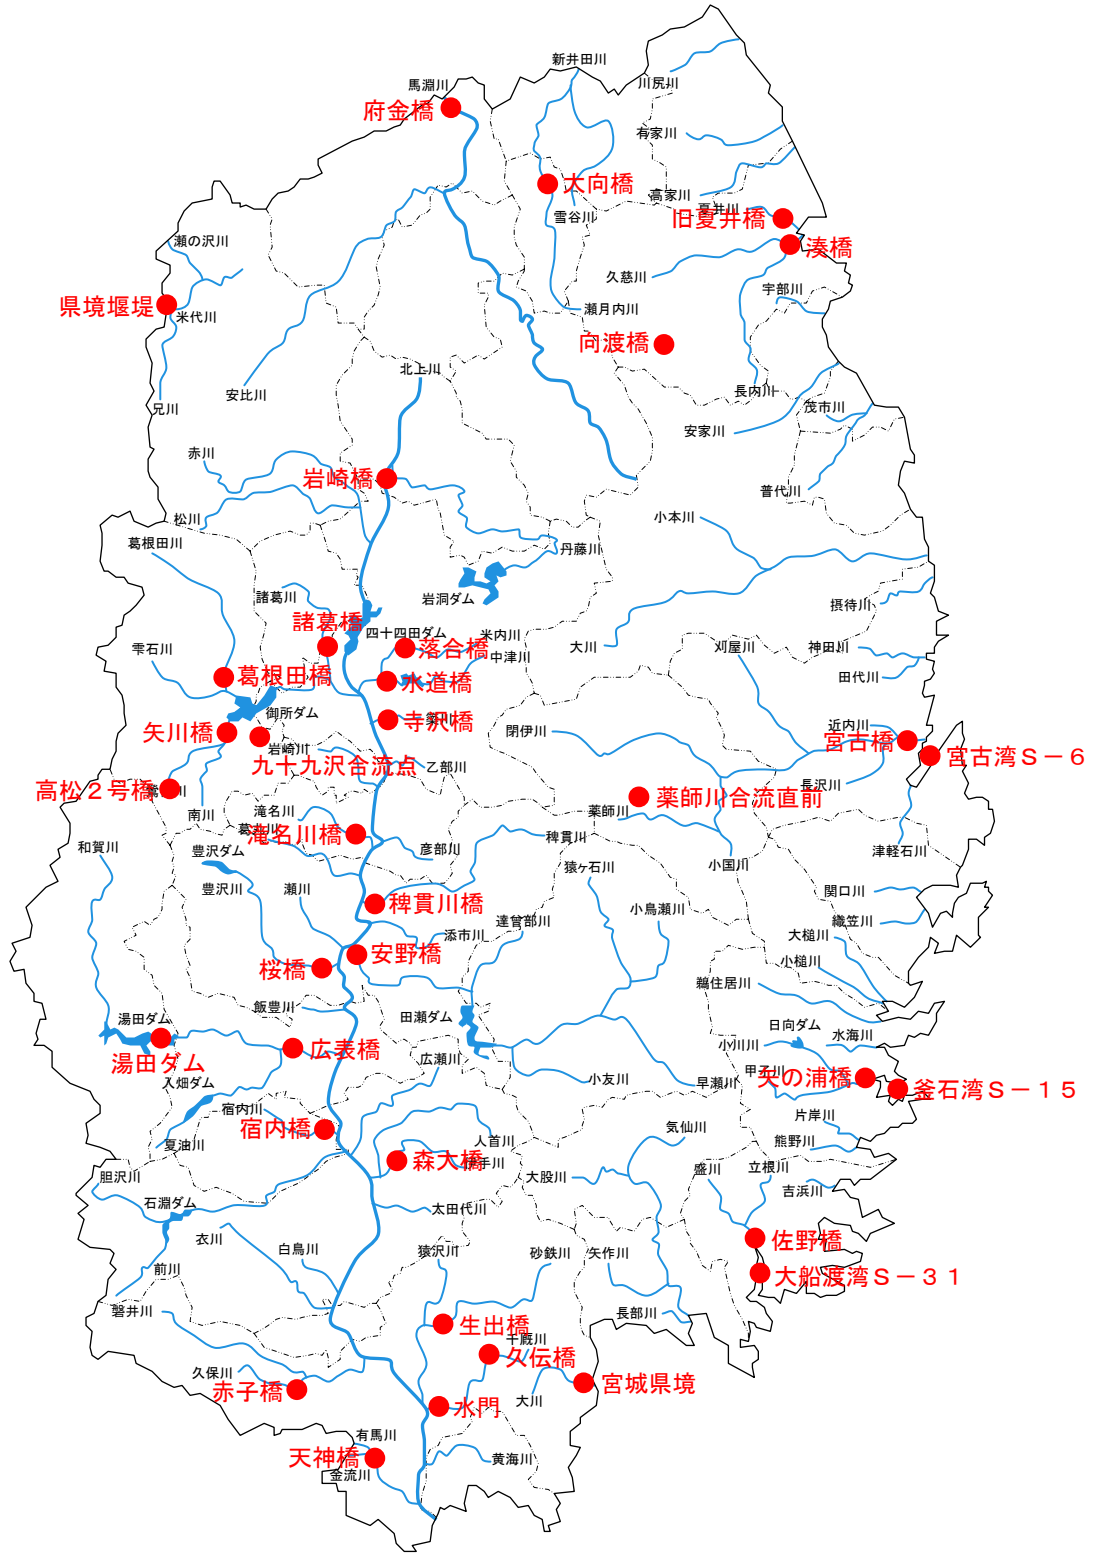 新井田川
川尻川
馬淵川
府金橋
有家川
大向橋
高家川
夏井川
旧夏井橋
雪谷川
瀬の沢川
湊橋
久慈川
宇部川
県境堰堤
米代川
瀬月内川
向渡橋
北上川
安比川
長内川
兄川
茂市川
安家川
赤川
岩崎橋
普代川
松川
小本川
葛根田川
丹藤川
諸葛川
岩洞ダム
摂待川
諸葛橋
四十四田ダム
米内川
雫石川
落合橋
中津川
大川
刈屋川
神田川
葛根田橋
水道橋
田代川
御所ダム
寺沢橋
簗川
近内川
矢川橋
閉伊川
宮古橋
岩崎川
宮古湾Ｓ－６
九十九沢合流点
乙部川
長沢川
高松２号橋
薬師川合流直前
滝名川
薬師川
南川
滝名川橋
和賀川
豊沢ダム
彦部川
稗貫川
津軽石川
猿ヶ石川
小国川
豊沢川
瀬川
関口川
稗貫川橋
小烏瀬川
達曾部川
織笠川
添市川
大槌川
安野橋
小槌川
桜橋
鵜住居川
飯豊川
田瀬ダム
湯田ダム
日向ダム
水海川
広表橋
小川川
湯田ダム
広瀬川
甲子川
矢の浦橋
入畑ダム
小友川
早瀬川
釜石湾Ｓ－１５
宿内川
片岸川
宿内橋
気仙川
夏油川
人首川
熊野川
森大橋
伊手川
胆沢川
大股川
盛川
立根川
吉浜川
石淵ダム
太田代川
衣川
白鳥川
猿沢川
砂鉄川
矢作川
佐野橋
前川
大船渡湾Ｓ－３１
磐井川
長部川
生出橋
千厩川
久伝橋
久保川
赤子橋
宮城県境
水門
大川
有馬川
天神橋
黄海川
金流川